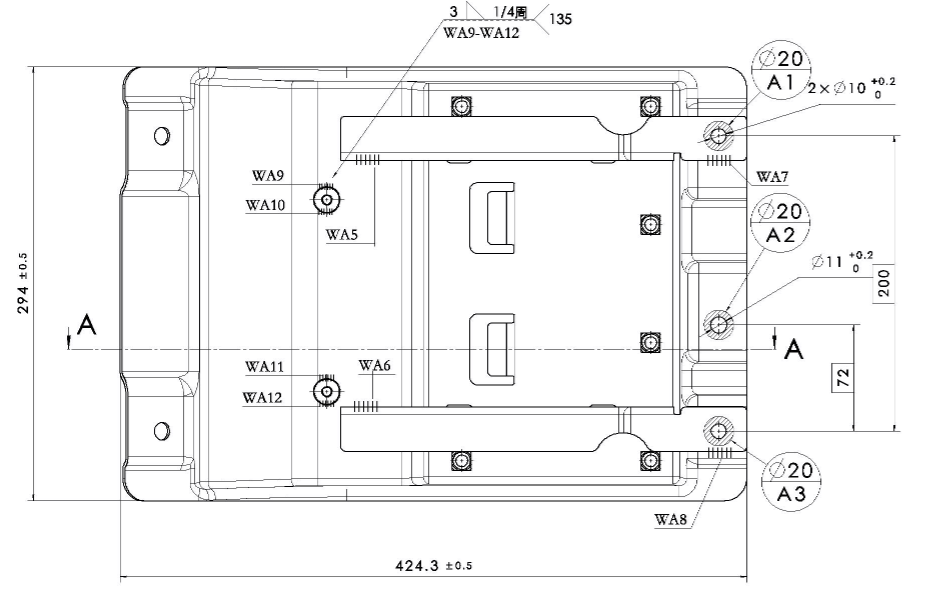 3 1/4周 135
WA9-WA12
∅20
A1
2×∅10 +0.2 0
WA9
WA7
WA10
∅20
A2
WA5
∅11 +0.2 0
294 ±0.5
200
A
A
WA11
WA6
72
WA12
∅20
A3
WA8
424.3 ±0.5